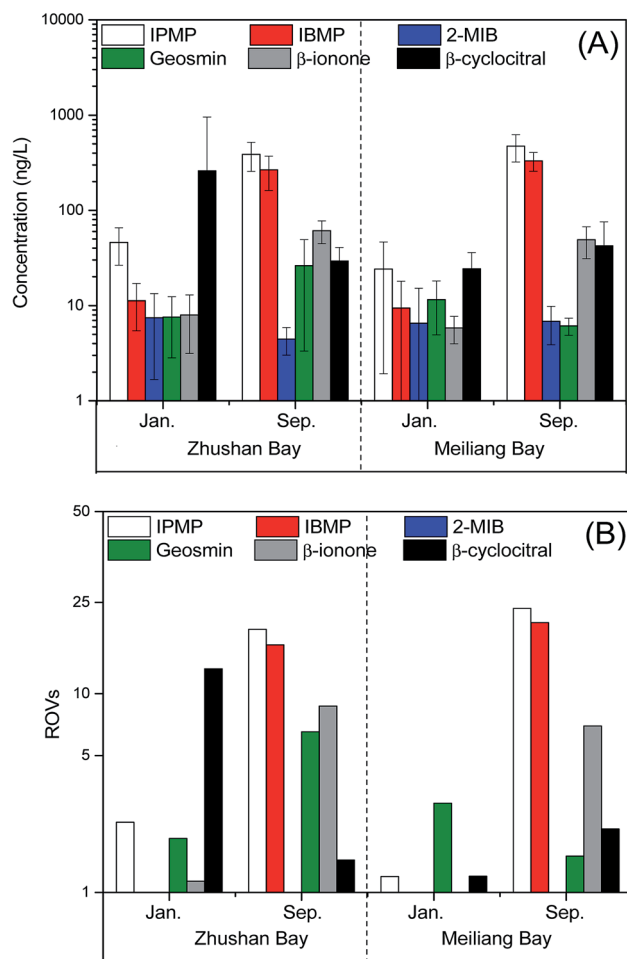 IPMP IBMP 2-MIB (A)
Geosmin β-ionone β-cyclocitral
10000
1000
100
10
1
Concentration (ng/L)
Jan. Sep. Jan. Sep.
Zhushan Bay Meiliang Bay
IPMP IBMP 2-MIB (B)
Geosmin β-ionone β-cyclocitral
50
25
10
5
1
ROVs
Jan. Sep. Jan. Sep.
Zhushan Bay Meiliang Bay